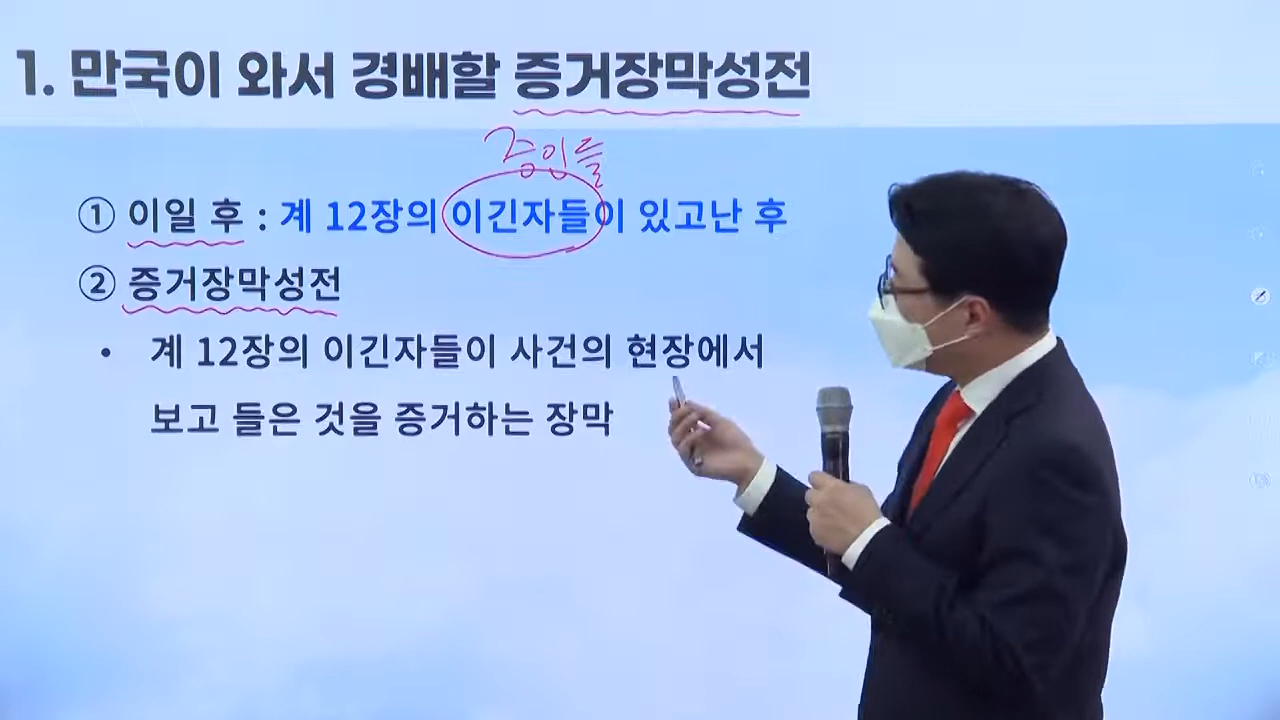 1. 만국이 와서 경배할 증거장막성전
증인들
① 이일 후 : 계 12장의 이긴자들이 있고난 후
② 증거장막성전
• 계 12장의 이긴자들이 사건의 현장에서
보고 들은 것을 증거하는 장막